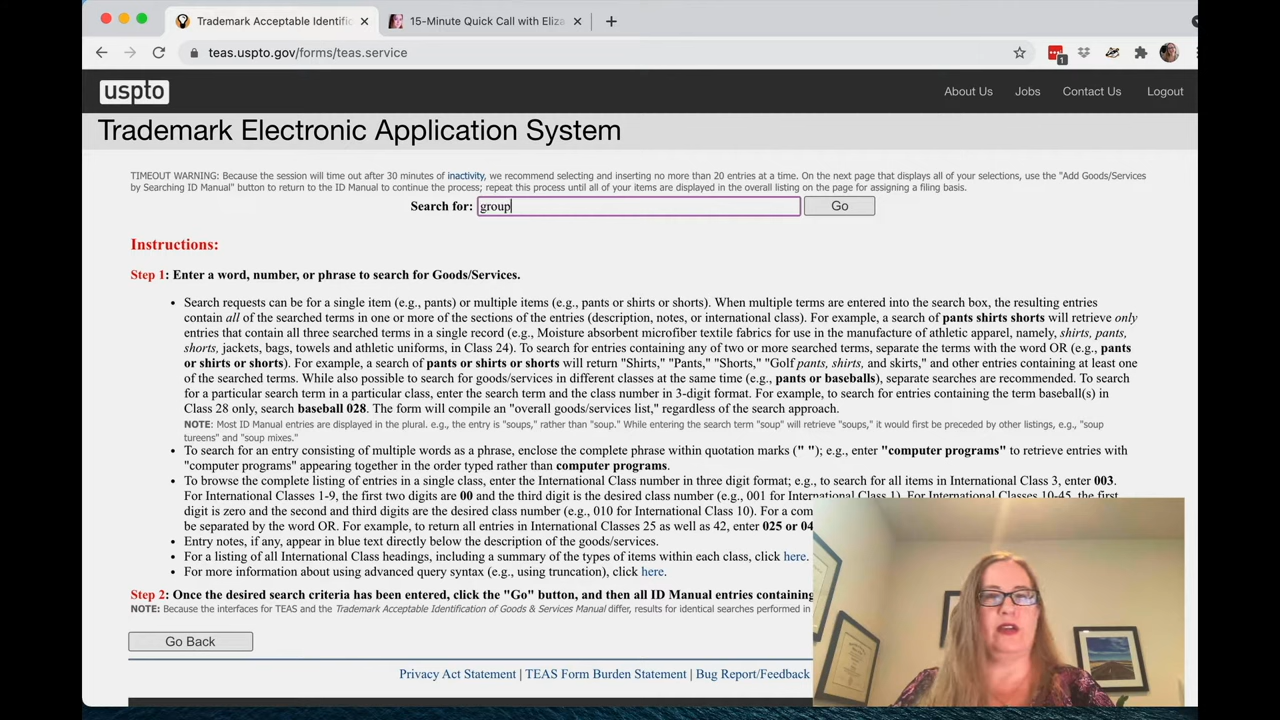 Trademark Acceptable Identific
15-Minute Quick Call with Eliza
teas.uspto.gov/forms/teas.service
1
uspto
About Us Jobs Contact Us Logout
Trademark Electronic Application System
TIMEOUT WARNING: Because the session will time out after 30 minutes of inactivity, we recommend selecting and inserting no more than 20 entries at a time. On the next page that displays all of your selections, use the "Add Goods/Services
by Searching ID Manual" button to return to the ID Manual to continue the process; repeat this process until all of your items are displayed in the overall listing on the page for assigning a filing basis.
Search for: group Go
Instructions:
Step 1: Enter a word, number, or phrase to search for Goods/Services.
• Search requests can be for a single item (e.g., pants) or multiple items (e.g., pants or shirts or shorts). When multiple terms are entered into the search box, the resulting entries
contain all of the searched terms in one or more of the sections of the entries (description, notes, or international class). For example, a search of pants shirts shorts will retrieve only
entries that contain all three searched terms in a single record (e.g., Moisture absorbent microfiber textile fabrics for use in the manufacture of athletic apparel, namely, shirts, pants,
shorts, jackets, bags, towels and athletic uniforms, in Class 24). To search for entries containing any of two or more searched terms, separate the terms with the word OR (e.g., pants
or shirts or shorts). For example, a search of pants or shirts or shorts will return "Shirts," "Pants," "Shorts," "Golf pants, shirts, and skirts," and other entries containing at least one
of the searched terms. While also possible to search for goods/services in different classes at the same time (e.g., pants or baseballs), separate searches are recommended. To search
for a particular search term in a particular class, enter the search term and the class number in 3-digit format. For example, to search for entries containing the term baseball(s) in
Class 28 only, search baseball 028. The form will compile an "overall goods/services list," regardless of the search approach.
NOTE: Most ID Manual entries are displayed in the plural. e.g., the entry is "soups," rather than "soup." While entering the search term "soup" will retrieve "soups," it would first be preceded by other listings, e.g., "soup
tureens" and "soup mixes."
• To search for an entry consisting of multiple words as a phrase, enclose the complete phrase within quotation marks (" "); e.g., enter "computer programs" to retrieve entries with
"computer programs" appearing together in the order typed rather than computer programs.
• To browse the complete listing of entries in a single class, enter the International Class number in three digit format; e.g., to search for all items in International Class 3, enter 003.
For International Classes 1-9, the first two digits are 00 and the third digit is the desired class number (e.g., 001 for International Class 1). For International Classes 10-45, the first
digit is zero and the second and third digits are the desired class number (e.g., 010 for International Class 10). For a com
be separated by the word OR. For example, to return all entries in International Classes 25 as well as 42, enter 025 or 04
• Entry notes, if any, appear in blue text directly below the description of the goods/services.
• For a listing of all International Class headings, including a summary of the types of items within each class, click here.
• For more information about using advanced query syntax (e.g., using truncation), click here.
Step 2: Once the desired search criteria has been entered, click the "Go" button, and then all ID Manual entries containing
NOTE: Because the interfaces for TEAS and the Trademark Acceptable Identification of Goods & Services Manual differ, results for identical searches performed in
Go Back
Privacy Act Statement | TEAS Form Burden Statement | Bug Report/Feedback